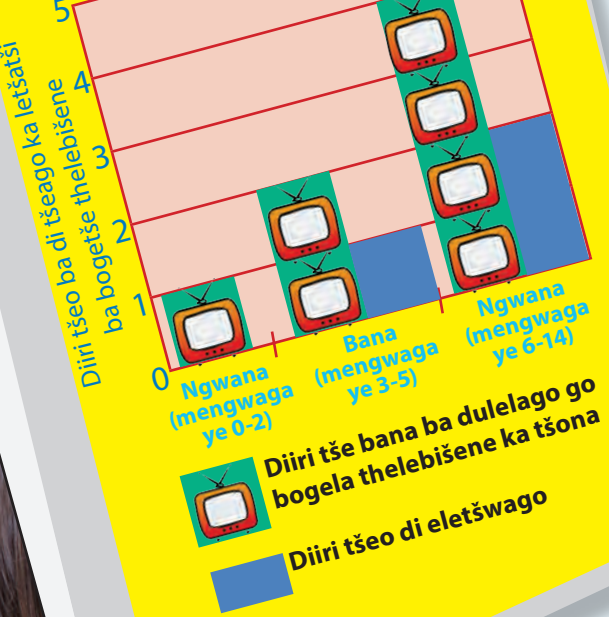 Diiri tšeo ba di tšeago ka letšatši
ba bogetše thelebišene
5
4
3
2
1
0
Ngwana
(mengwaga
ye 0-2)
Bana
(mengwaga
ye 3-5)
Ngwana
(mengwaga
ye 6-14)
Diiri tše bana ba dulelago go
bogela thelebišene ka tšona
Diiri tšeo di eletšwago